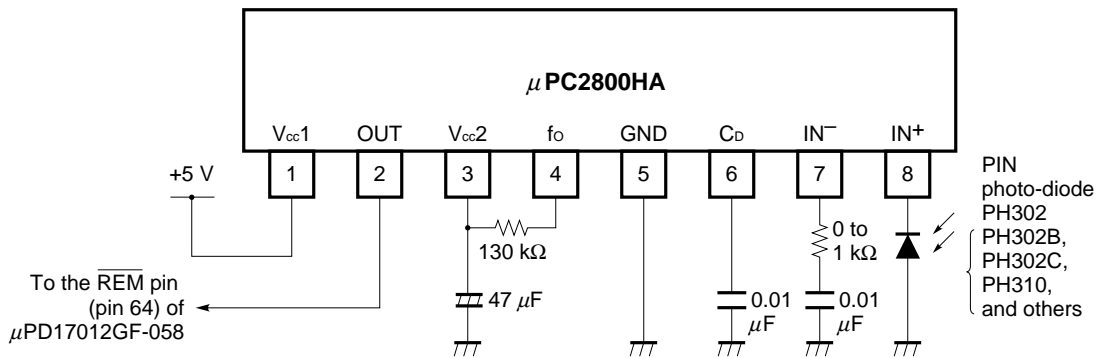 μPC2800HA
Vcc1 OUT Vcc2 fO GND CD IN− IN+
1 2 3 4 5 6 7 8
+5 V
130 kΩ
47 μF
0.01
μF
0 to
1 kΩ
0.01
μF
PIN
photo-diode
PH302
PH302B,
PH302C,
PH310,
and others
To the REM pin
(pin 64) of
μPD17012GF-058